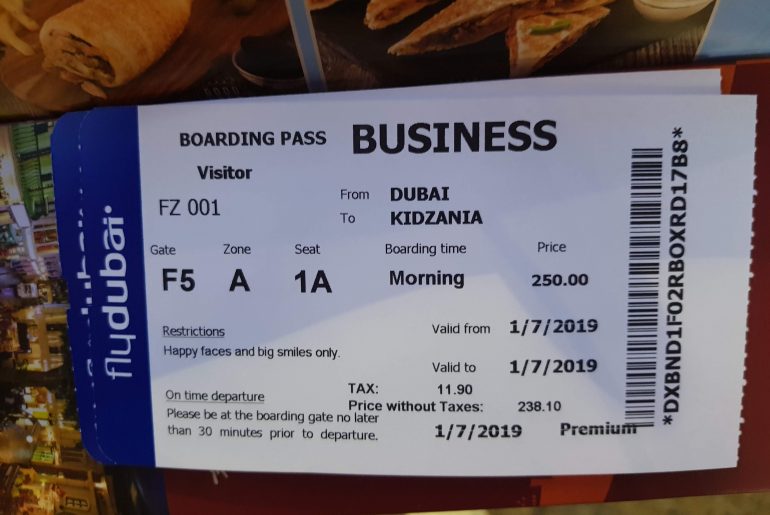 flydubai
BOARDING PASS BUSINESS
Visitor
FZ 001
From DUBAI
To KIDZANIA
Gate Zone Seat Boarding time Price
F5 A 1A Morning 250.00
Restrictions
Happy faces and big smiles only.
Valid from 1/7/2019
Valid to 1/7/2019
On time departure
Please be at the boarding gate no later
than 30 minutes prior to departure.
TAX: 11.90
Price without Taxes: 238.10
1/7/2019 Premium
*DXBND1F02RBOXRD17B8*